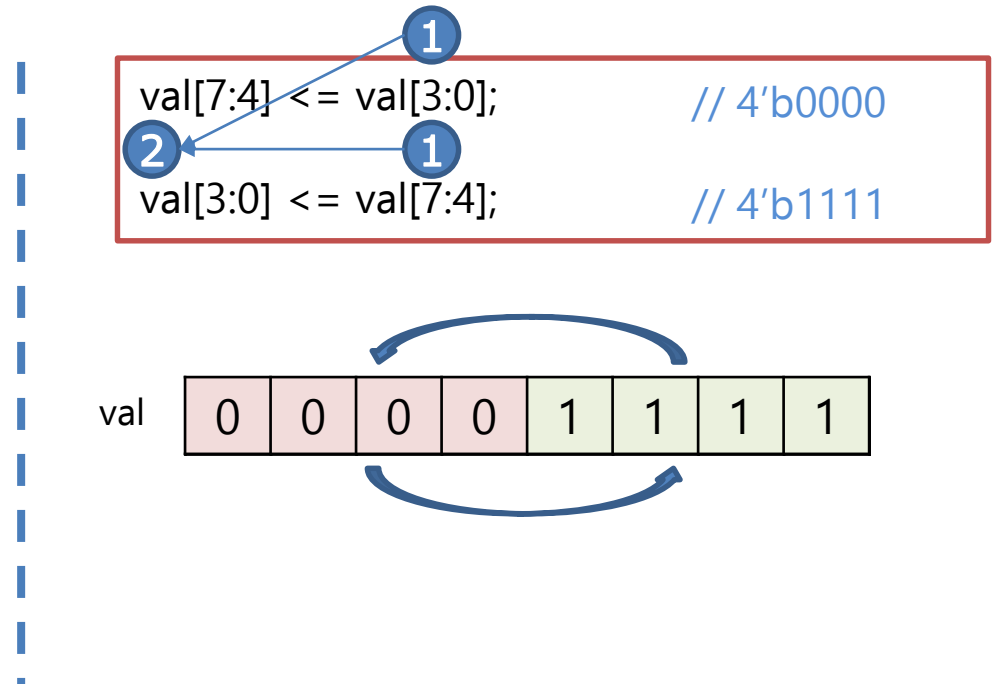 1
val[7:4] <= val[3:0]; // 4’b0000
2 1
val[3:0] <= val[7:4]; // 4’b1111
val 0 0 0 0 1 1 1 1